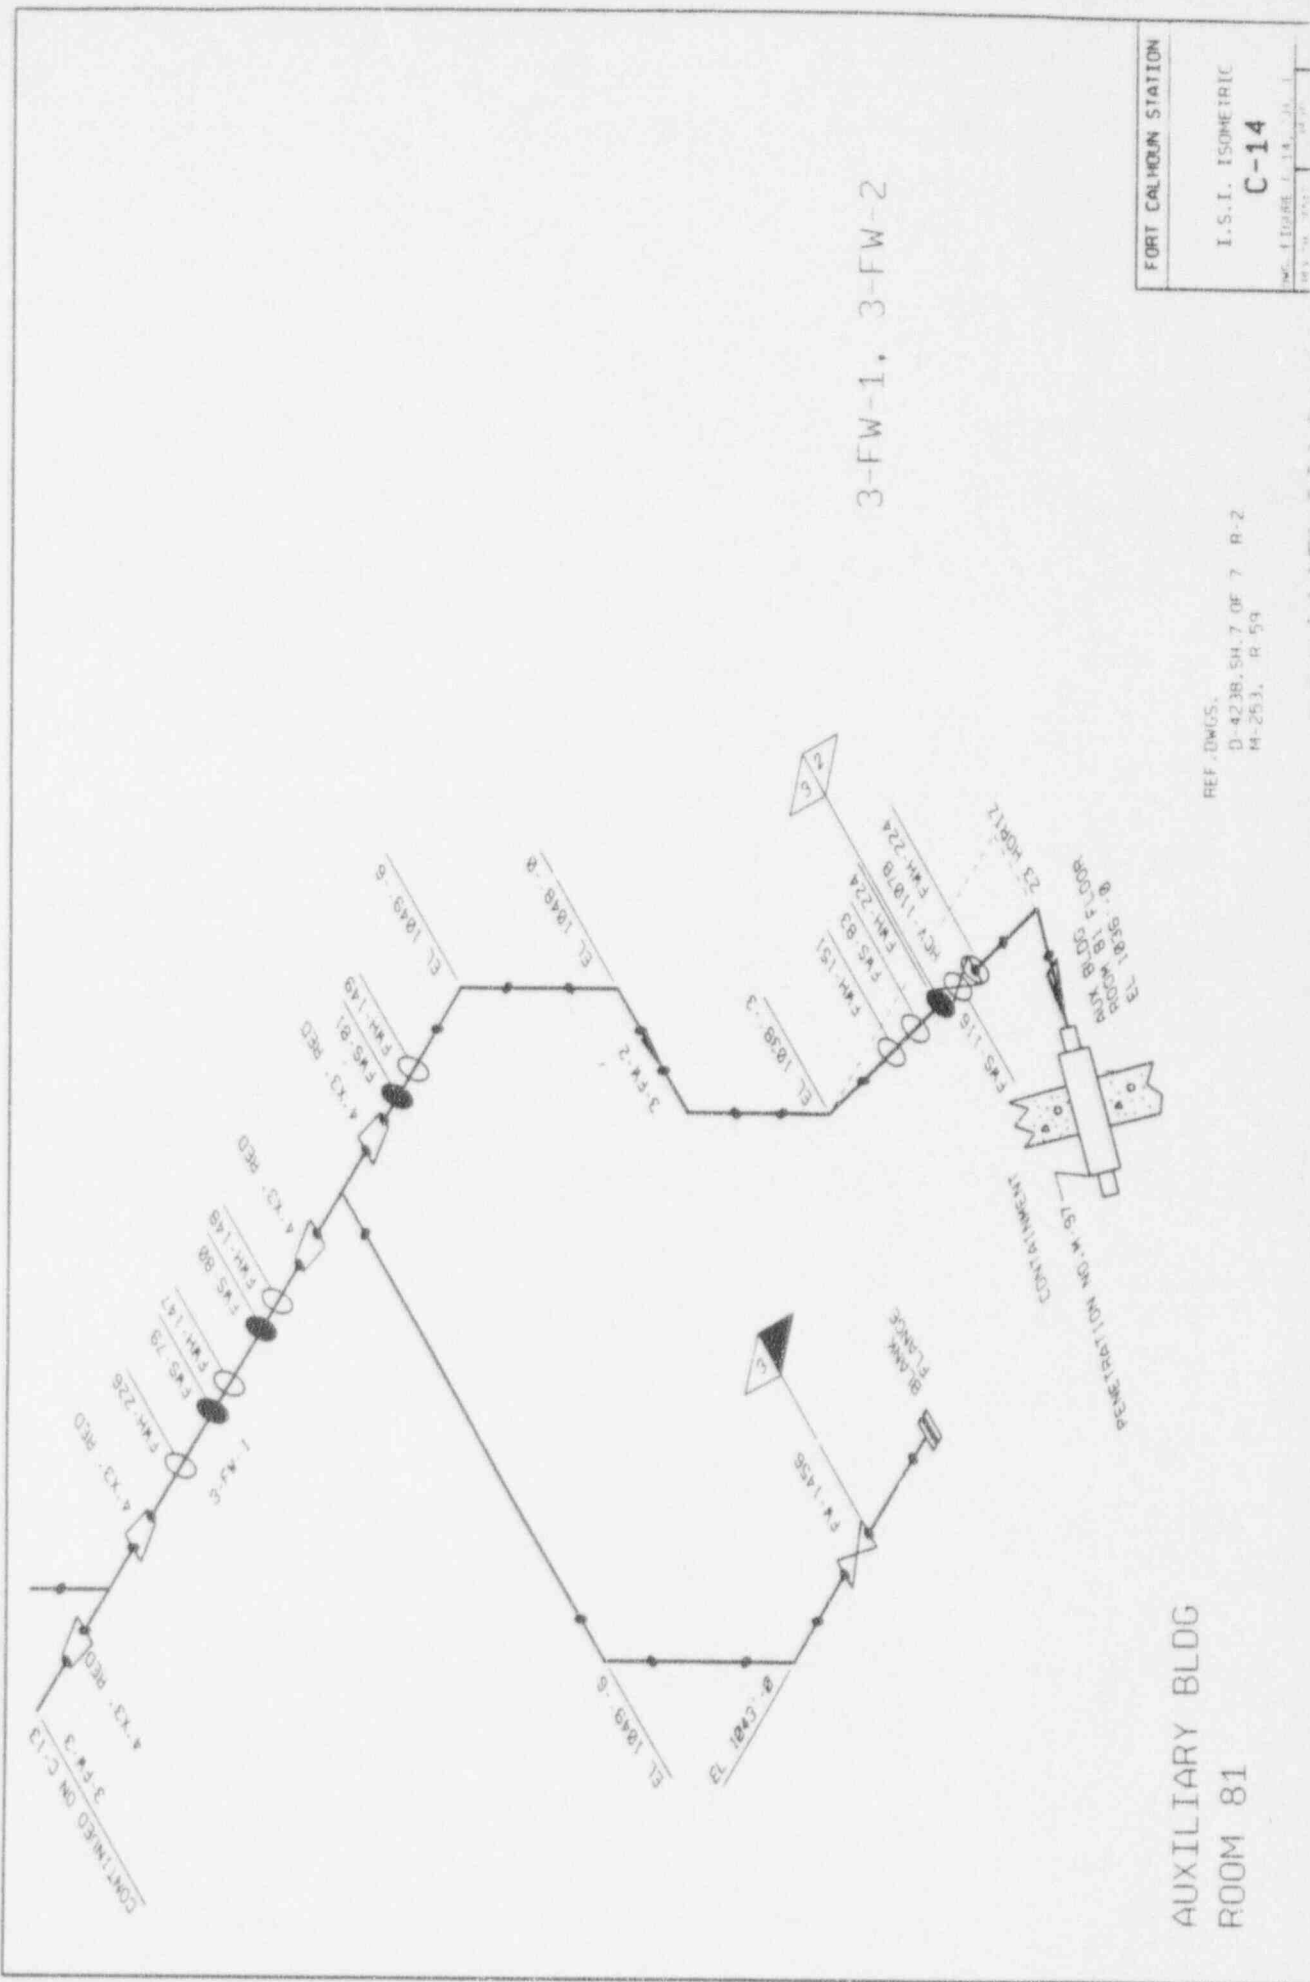 CONTINUED ON C-13
3-FW-3
4"X3" RED
4"X3" RED
FWH-226
3-FW-1
FWS-79
FWH-147
FWS-80
FWH-148
4"X3" RED
4"X3" RED
FWS-81
FWH-149
EL 1049'-6
EL 1048'-0
3-FW-2
EL 1038'-3
FWH-151
FWS-83
FWH-224
HCV-1107B
FWH-224
3
2
FWS-116
23 HORIZ
AUX BLDG FLOOR
ROOM 81 FLOOR
EL 1036'-0
CONTAINMENT
PENETRATION NO. M-97
EL 1049'-6
EL 1043'-0
FW-1456
3
BLANK
FLANGE
3-FW-1, 3-FW-2
AUXILIARY BLDG
ROOM 81
REF. DWGS.
D-4238, SH. 7 OF 7 R-2
M-253, R-59
FORT CALHOUN STATION
I.S.I. ISOMETRIC
C-14